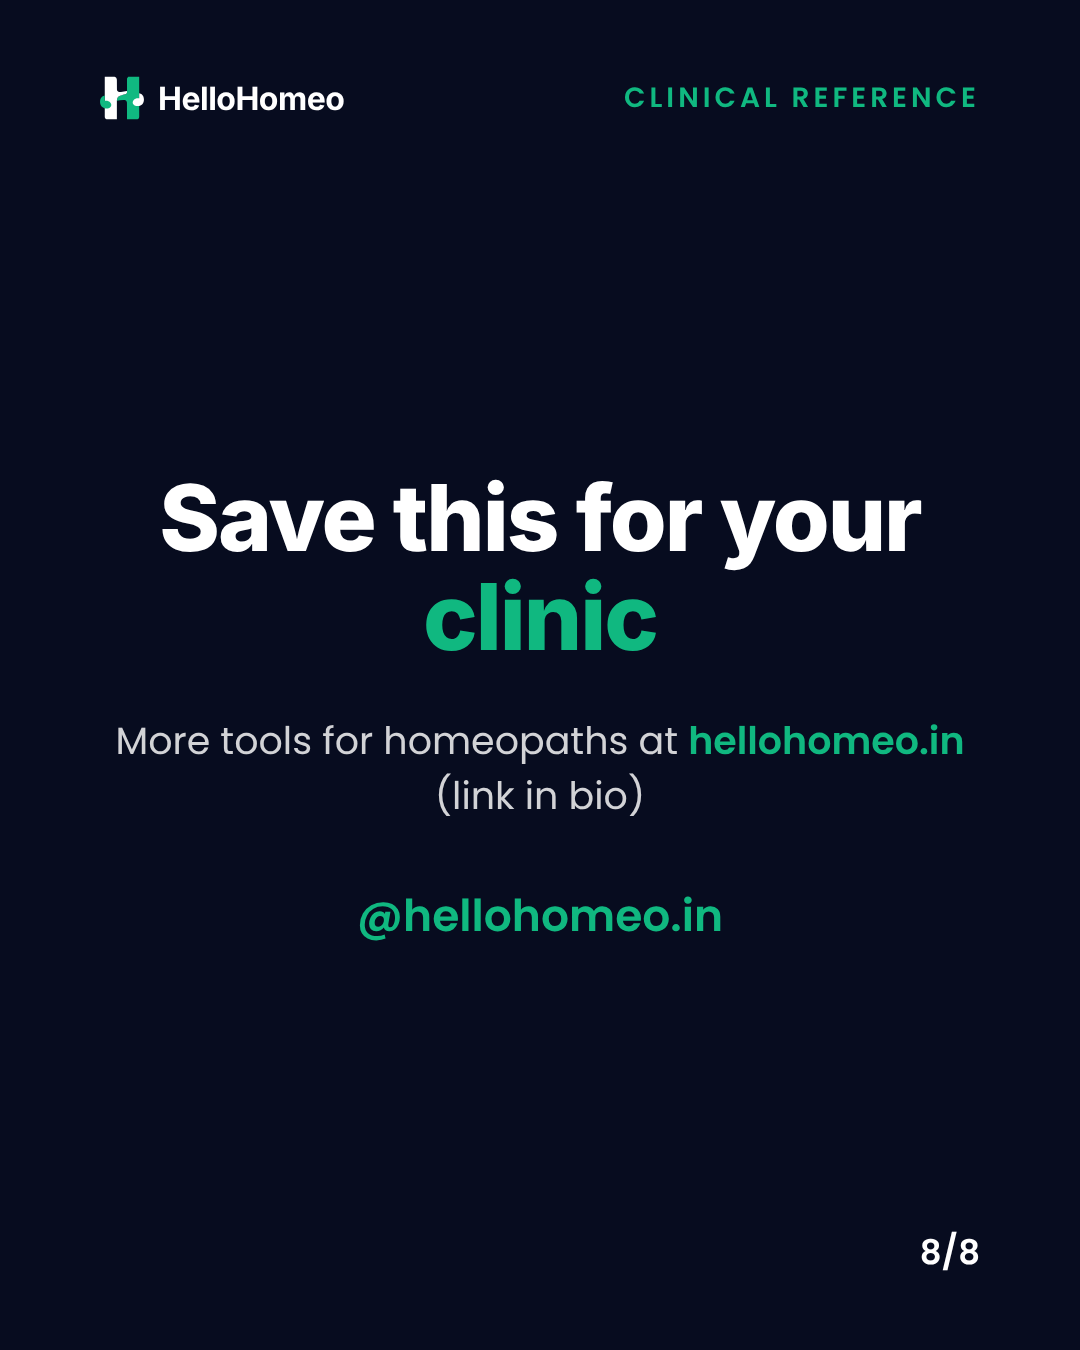 HelloHomeo
CLINICAL REFERENCE
Save this for your
clinic
More tools for homeopaths at hellohomeo.in
(link in bio)
@hellohomeo.in
8/8